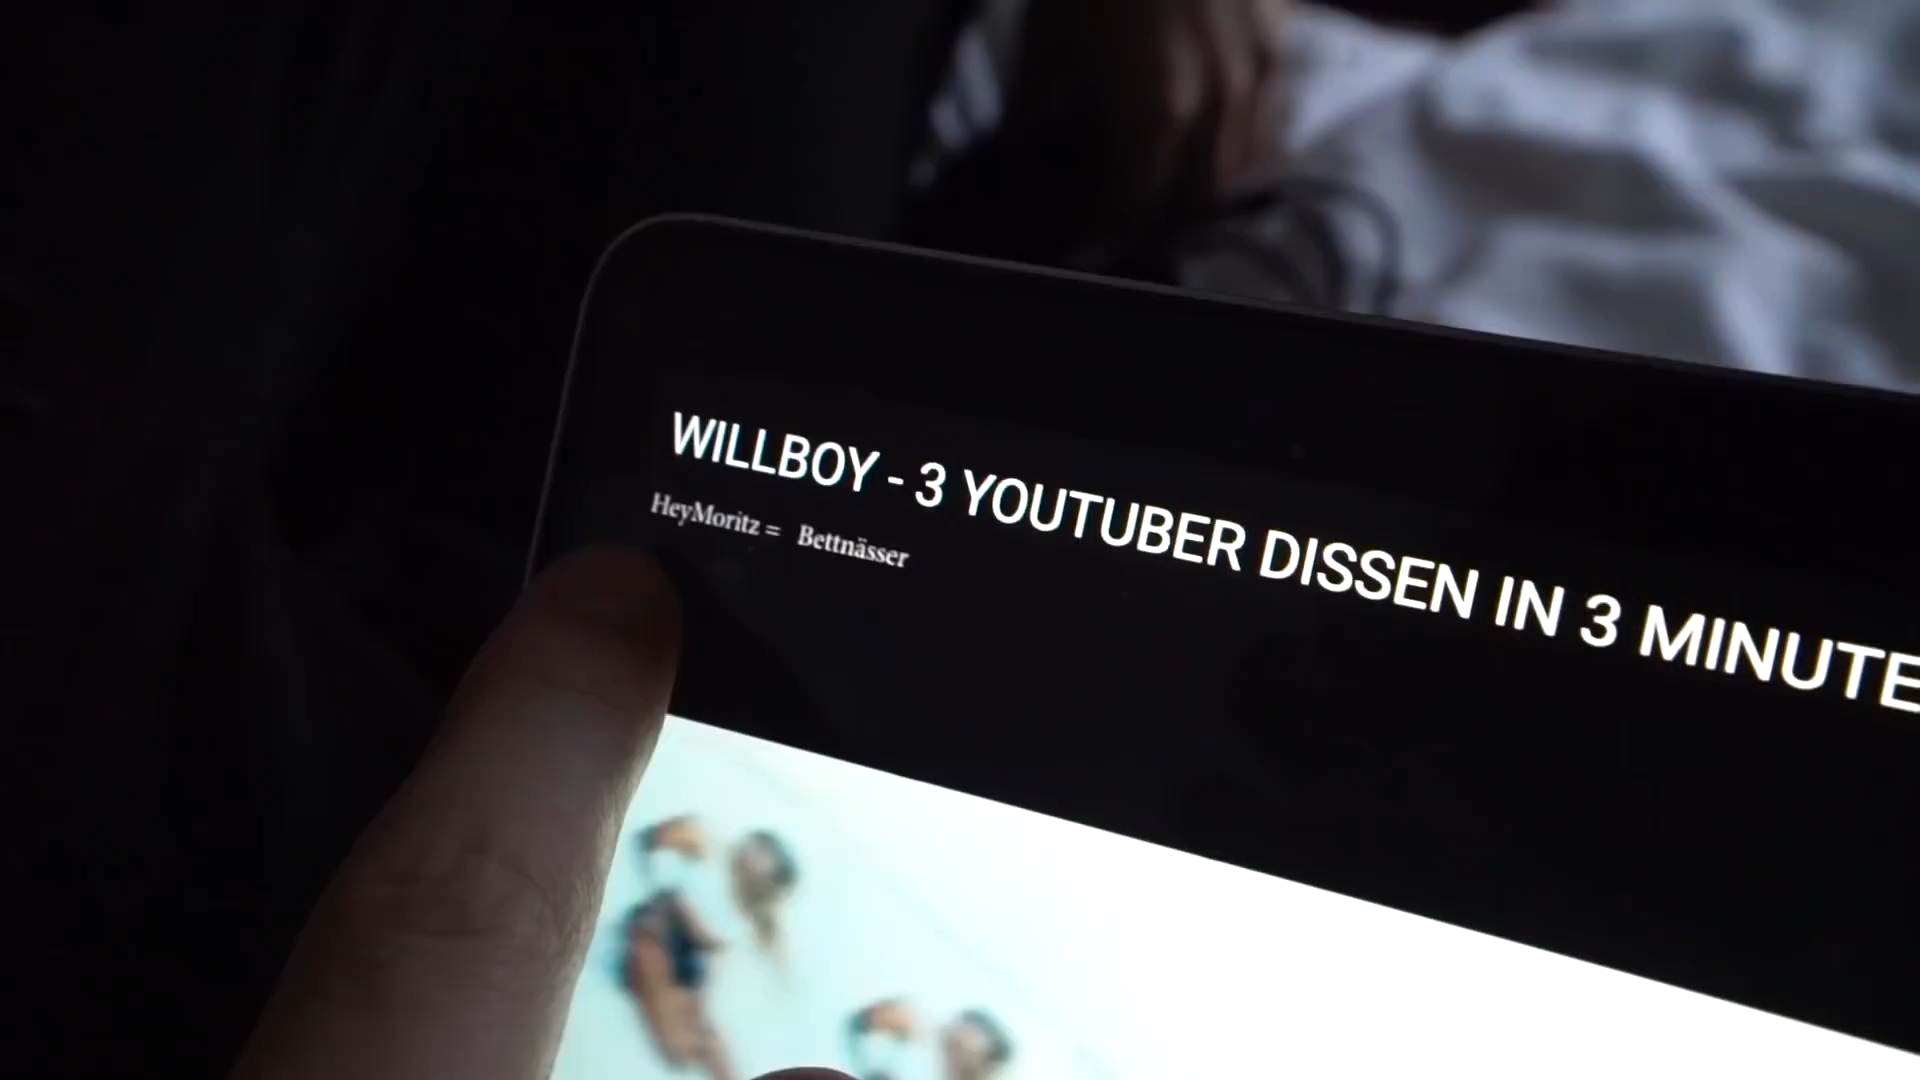 WILLBOY - 3 YOUTUBER DISSEN IN 3 MINUTE
HeyMoritz = Bettnässer